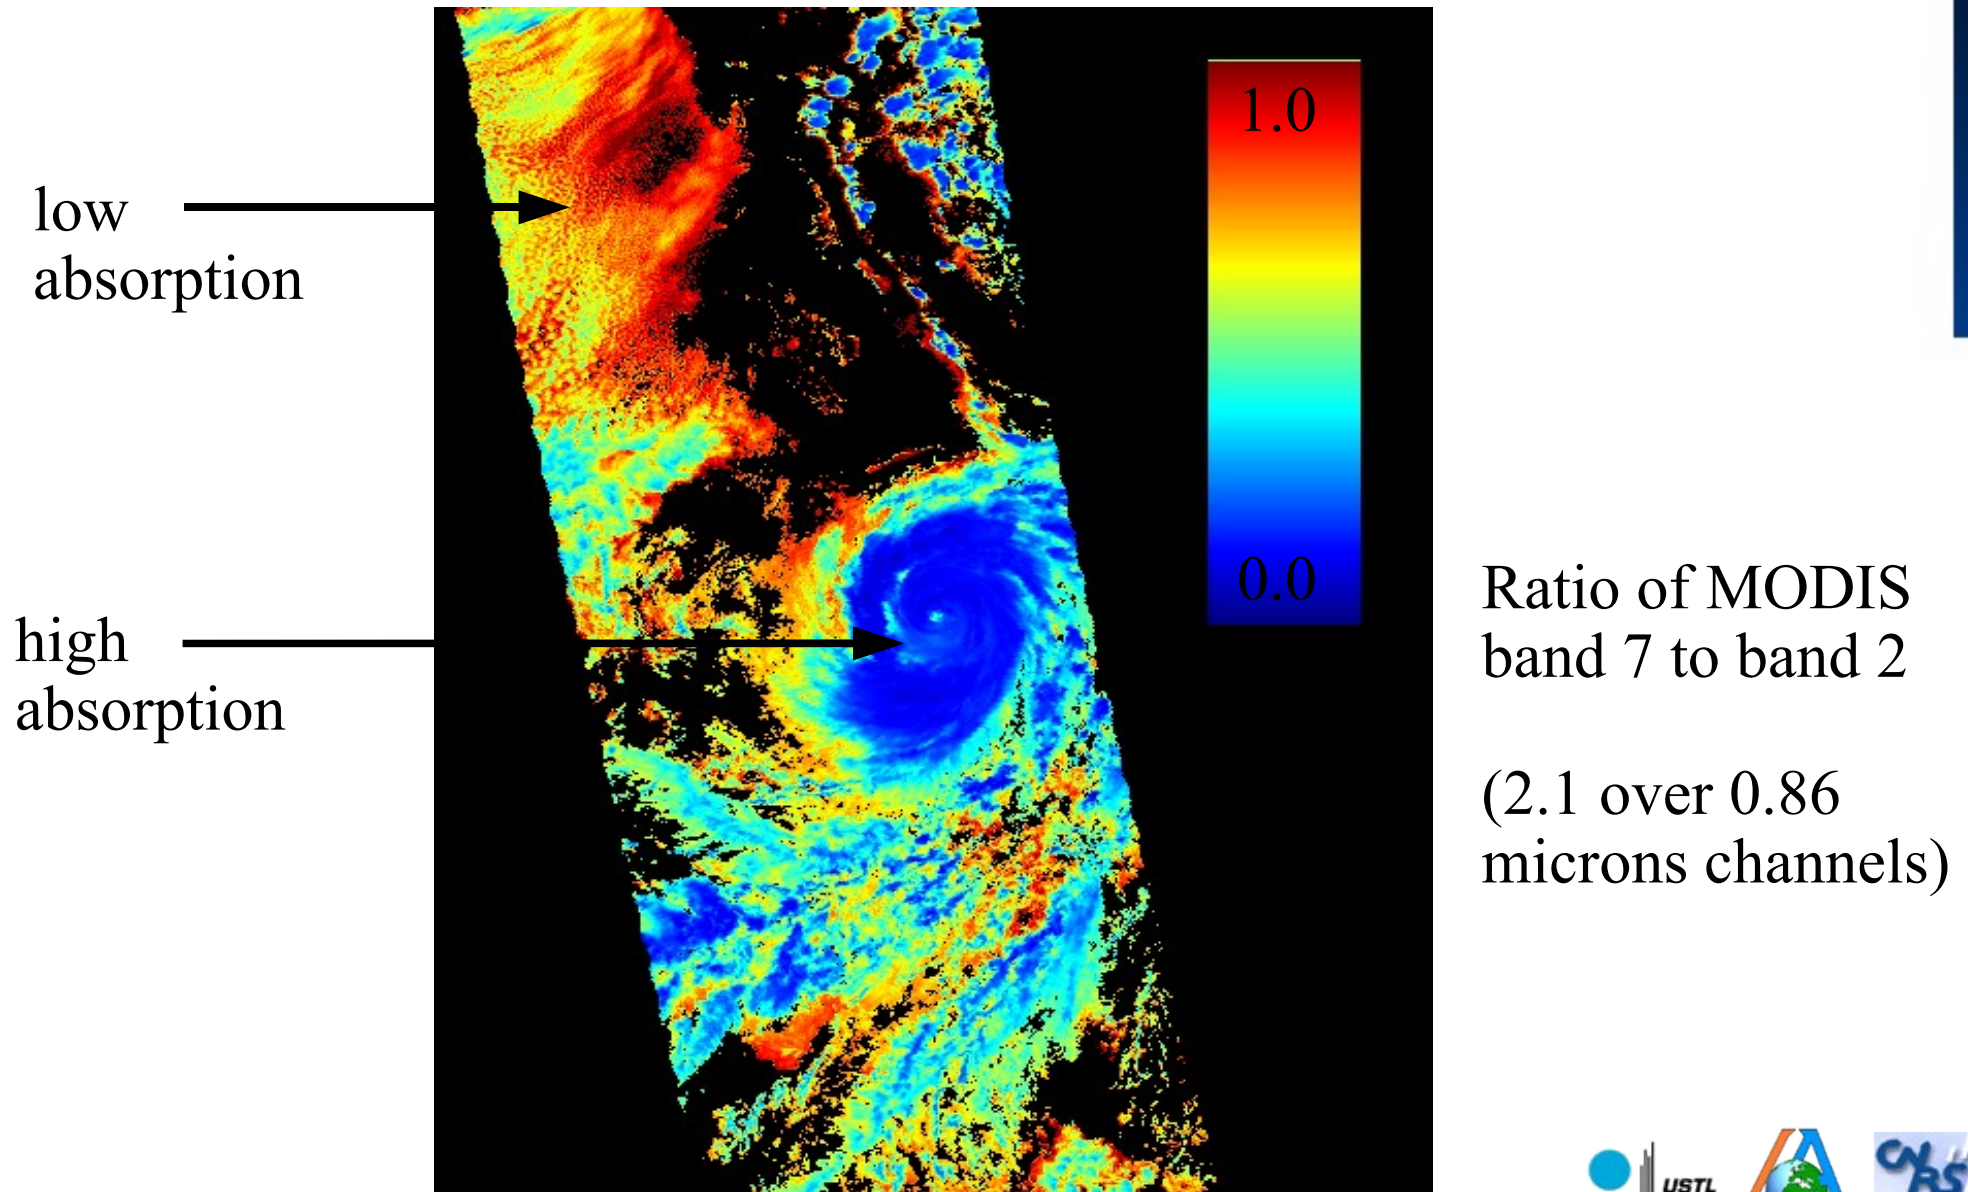 low
absorption
high
absorption
1.0
0.0
Ratio of MODIS
band 7 to band 2
(2.1 over 0.86
microns channels)
USTL
CNRS